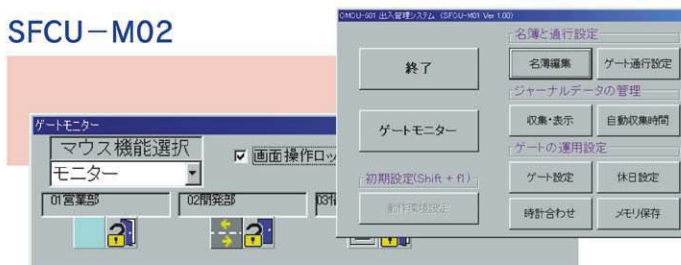 SFCU-M02
CMCU-S01 出入管理システム (SFCU-M01 Ver 1.00)
終了
ゲートモニター
初期設定(Shift + f1)
動作環境設定
名簿と通行設定
名簿編集
ゲート通行設定
ジャーナルデータの管理
収集・表示
自動収集時間
ゲートの運用設定
ゲート設定
休日設定
時計合わせ
メモリ保存
ゲートモニター
マウス機能選択
モニター
画面操作ロッ
01営業部
02開発部